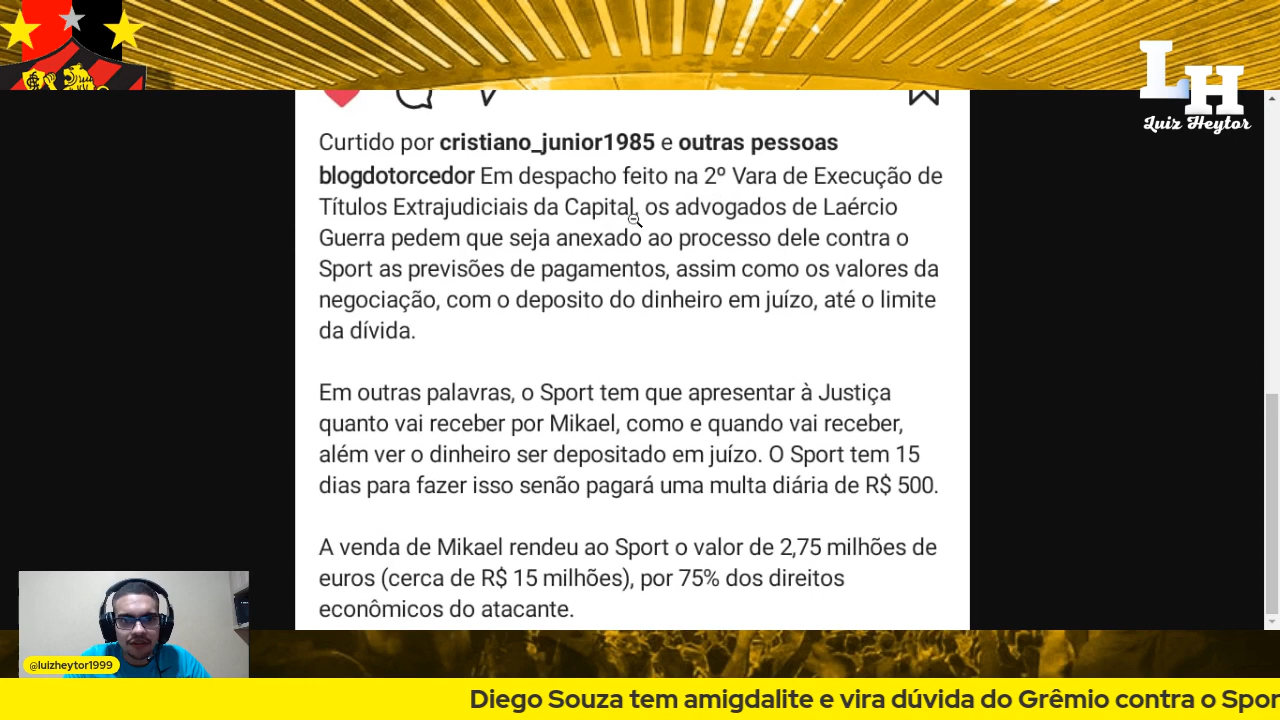 LH
Luiz Heytor
Curtido por cristiano_junior1985 e outras pessoas
blogdotorcedor Em despacho feito na 2º Vara de Execução de
Títulos Extrajudiciais da Capital, os advogados de Laércio
Guerra pedem que seja anexado ao processo dele contra o
Sport as previsões de pagamentos, assim como os valores da
negociação, com o deposito do dinheiro em juízo, até o limite
da dívida.
Em outras palavras, o Sport tem que apresentar à Justiça
quanto vai receber por Mikael, como e quando vai receber,
além ver o dinheiro ser depositado em juízo. O Sport tem 15
dias para fazer isso senão pagará uma multa diária de R$ 500.
A venda de Mikael rendeu ao Sport o valor de 2,75 milhões de
euros (cerca de R$ 15 milhões), por 75% dos direitos
econômicos do atacante.
@luizheytor1999
Diego Souza tem amigdalite e vira dúvida do Grêmio contra o Spor